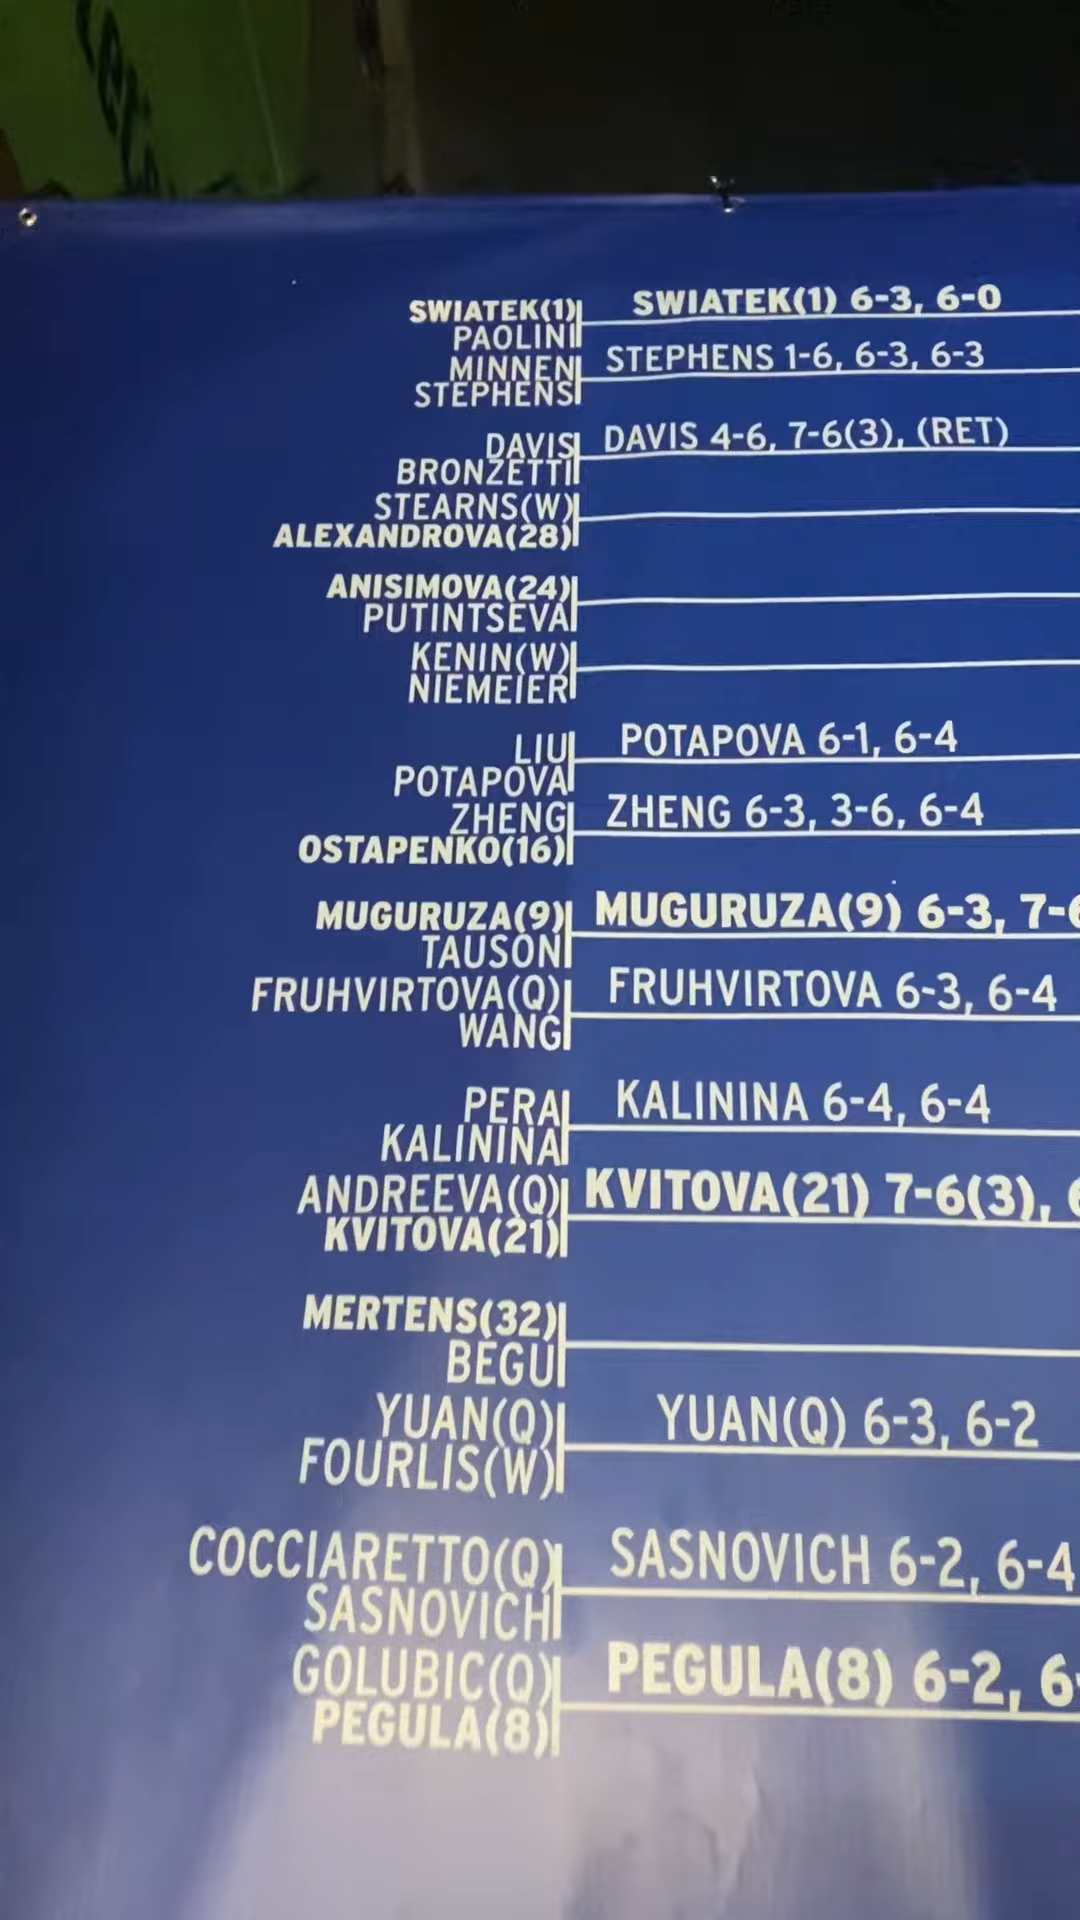 SWIATEK(1)
PAOLINI
SWIATEK(1) 6-3, 6-0
MINNEN
STEPHENS
STEPHENS 1-6, 6-3, 6-3
DAVIS
BRONZETTI
DAVIS 4-6, 7-6(3), (RET)
STEARNS(W)
ALEXANDROVA(28)
ANISIMOVA(24)
PUTINTSEVA
KENIN(W)
NIEMEIER
LIU
POTAPOVA
POTAPOVA 6-1, 6-4
ZHENG
OSTAPENKO(16)
ZHENG 6-3, 3-6, 6-4
MUGURUZA(9)
TAUSON
MUGURUZA(9) 6-3, 7-6
FRUHVIRTOVA(Q)
WANG
FRUHVIRTOVA 6-3, 6-4
PERA
KALININA
KALININA 6-4, 6-4
ANDREEVA(Q)
KVITOVA(21)
KVITOVA(21) 7-6(3), 6
MERTENS(32)
BEGU
YUAN(Q)
FOURLIS(W)
YUAN(Q) 6-3, 6-2
COCCIARETTO(Q)
SASNOVICH
SASNOVICH 6-2, 6-4
GOLUBIC(Q)
PEGULA(8)
PEGULA(8) 6-2, 6-